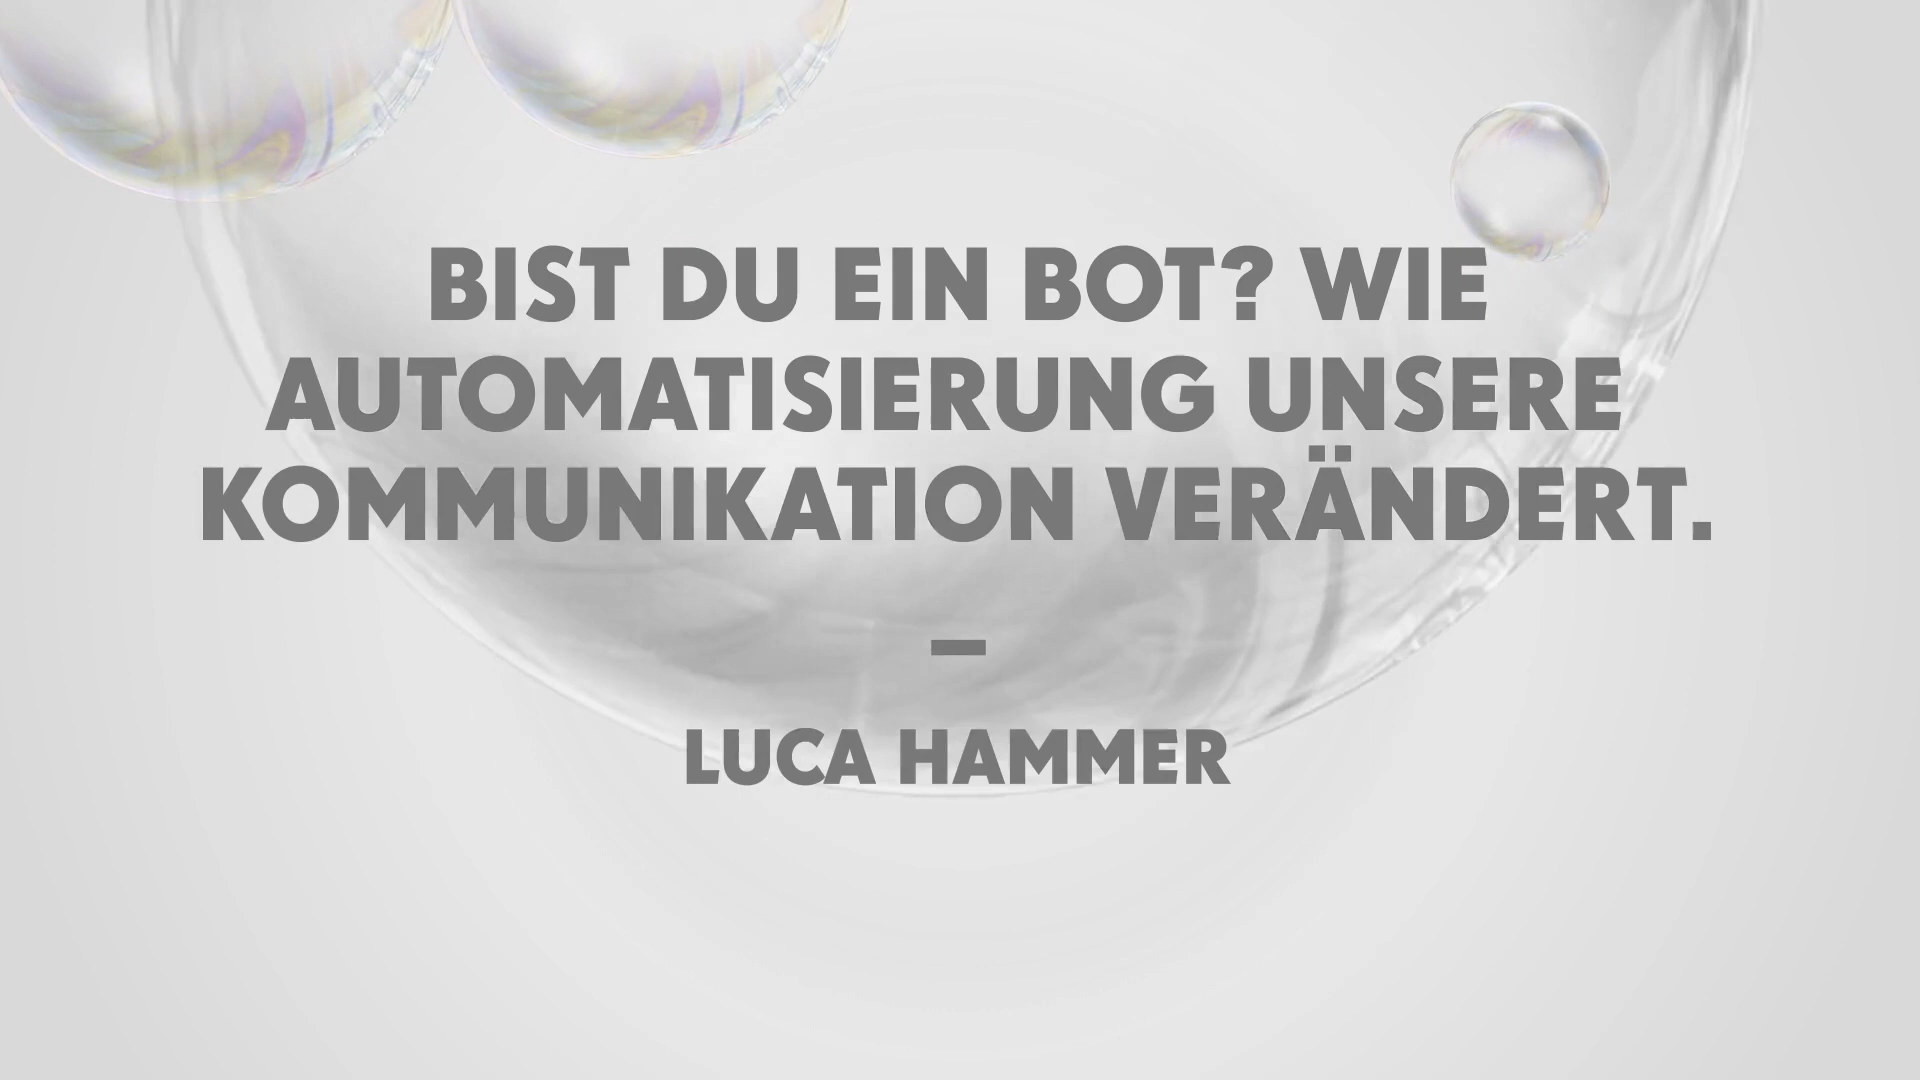 BIST DU EIN BOT? WIE
AUTOMATISIERUNG UNSERE
KOMMUNIKATION VERÄNDERT.
–
LUCA HAMMER